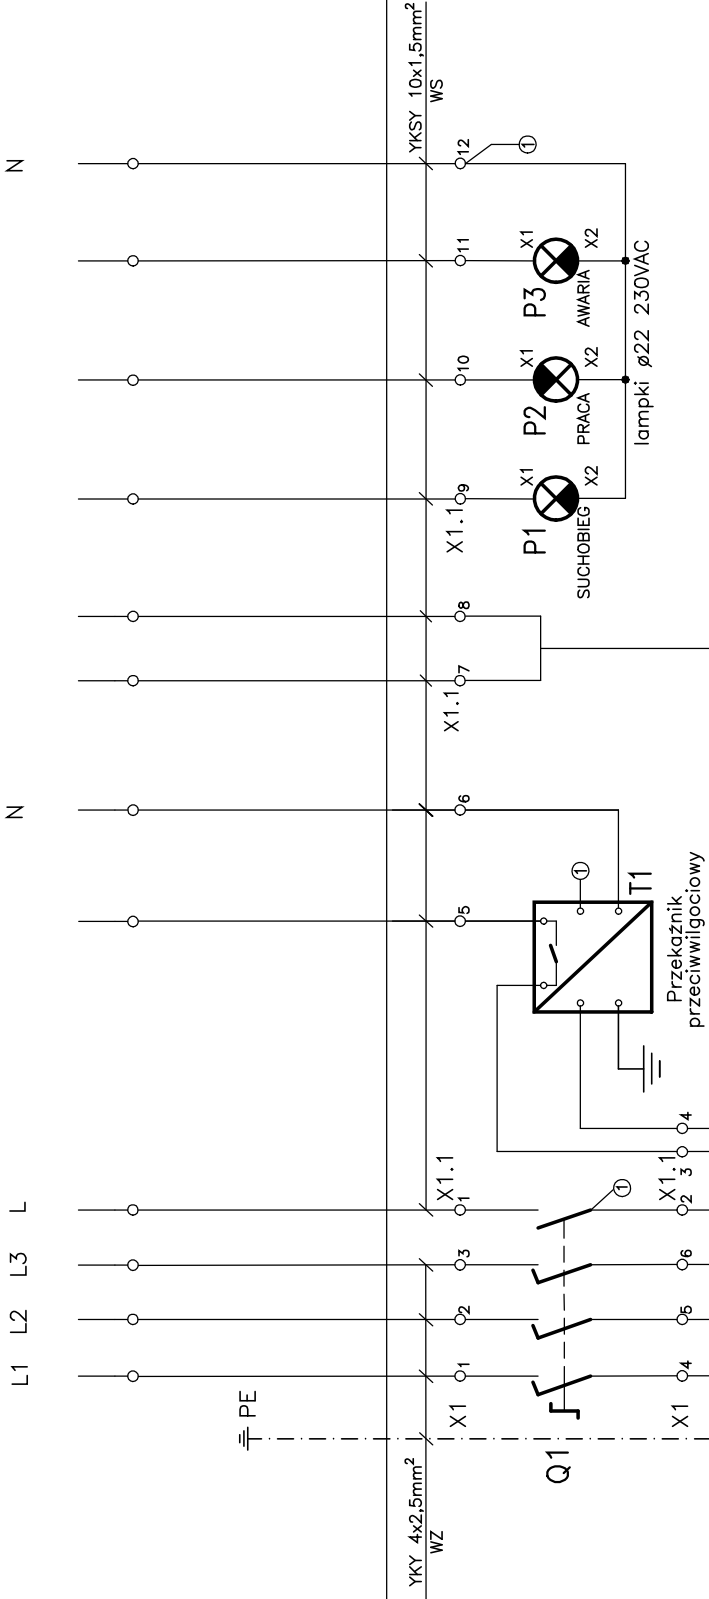 L1
L2
L3
L
N
N
PE
YKY 4x2,5mm²
WZ
YKSY 10x1,5mm²
WS
X1
1
2
3
X1.1
1
5
6
X1.1
7
8
X1.1
9
10
11
12
1
Q1
1
P1
X1
X2
SUCHOBIEG
P2
X1
X2
PRACA
P3
X1
X2
AWARIA
lampki ø22 230VAC
1
T1
Przekaźnik
przeciwwilgociowy
X1
4
5
6
X1.1
2
3
4